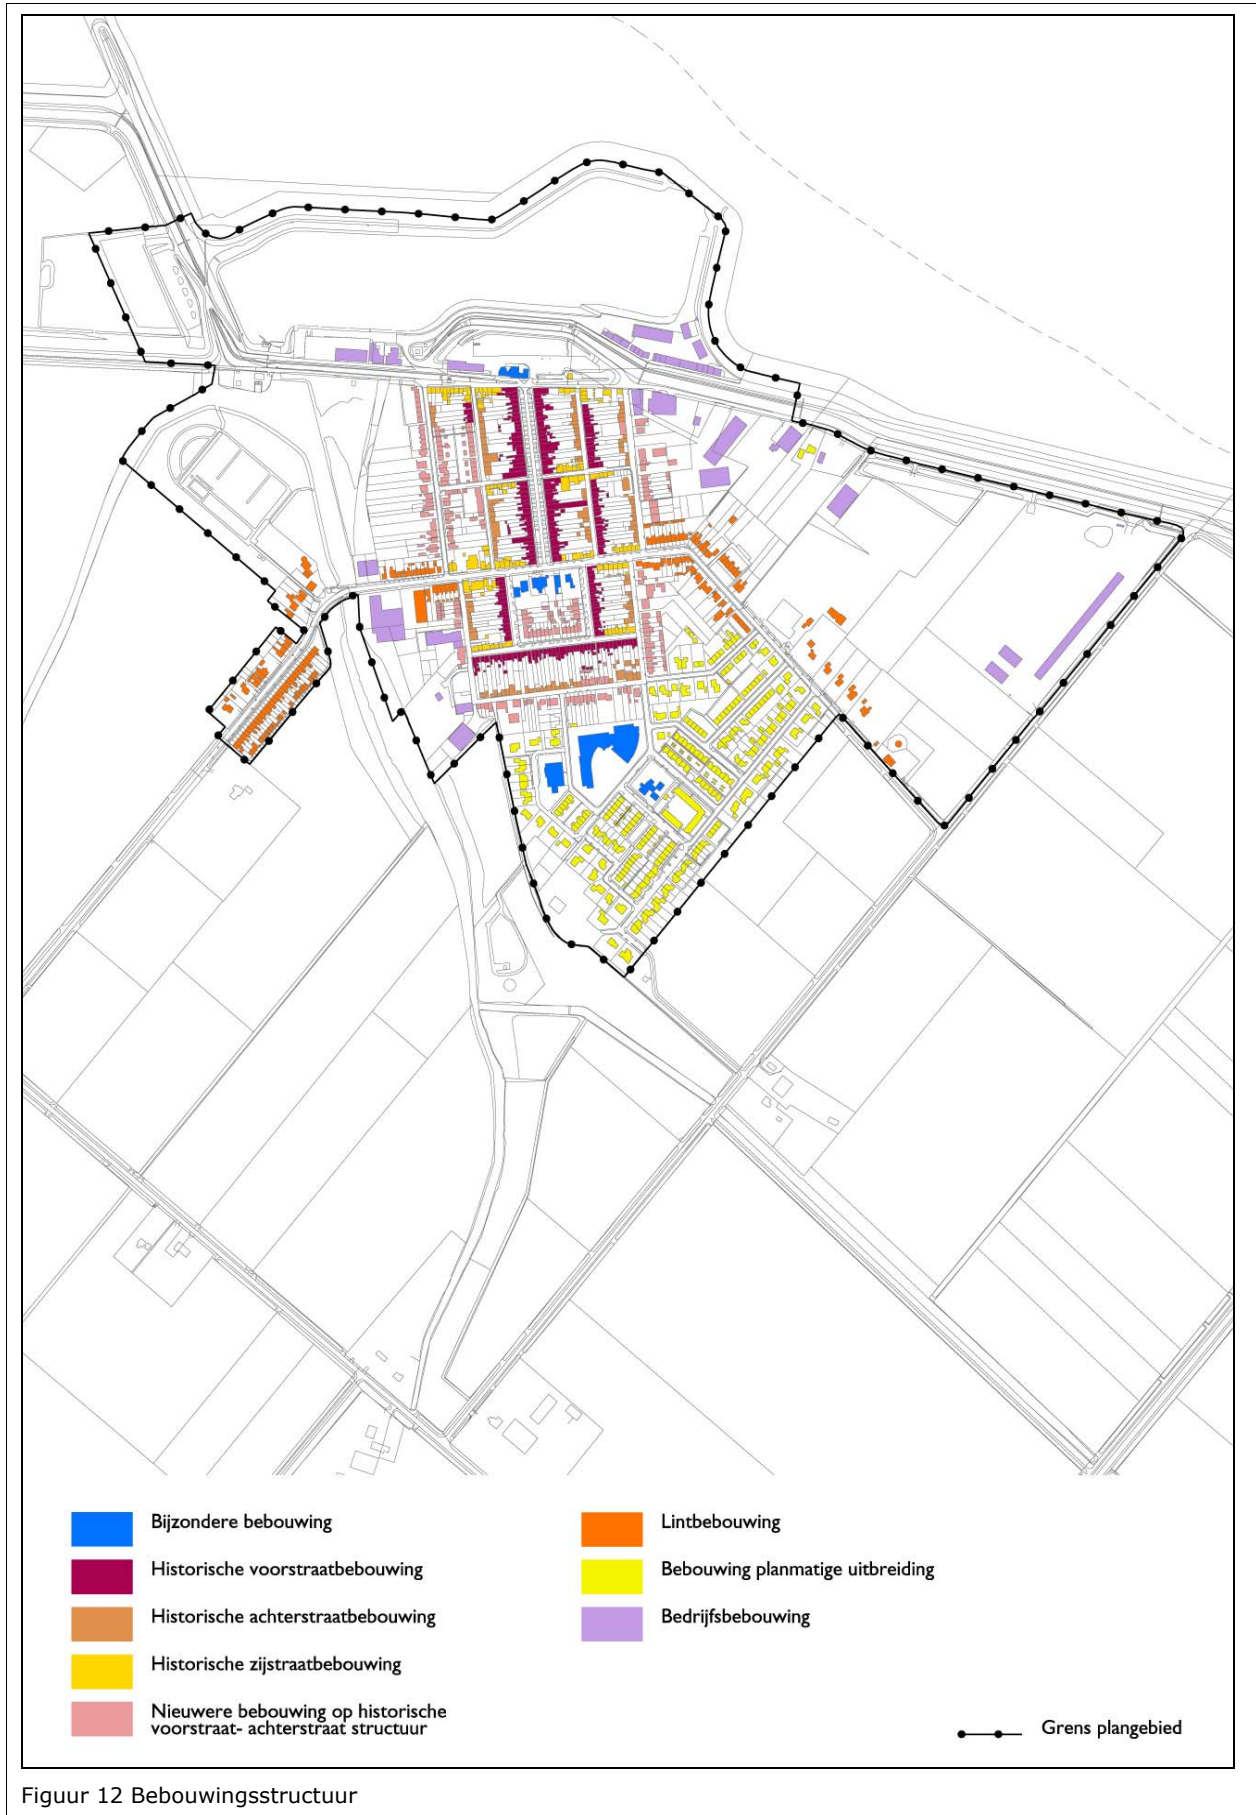 Bijzondere bebouwing
Historische voorstraatbebouwing
Historische achterstraatbebouwing
Historische zijstraatbebouwing
Nieuwere bebouwing op historische
voorstraat- achterstraat structuur
Lintbebouwing
Bebouwing planmatige uitbreiding
Bedrijfsbebouwing
Grens plangebied
Figuur 12 Bebouwingsstructuur